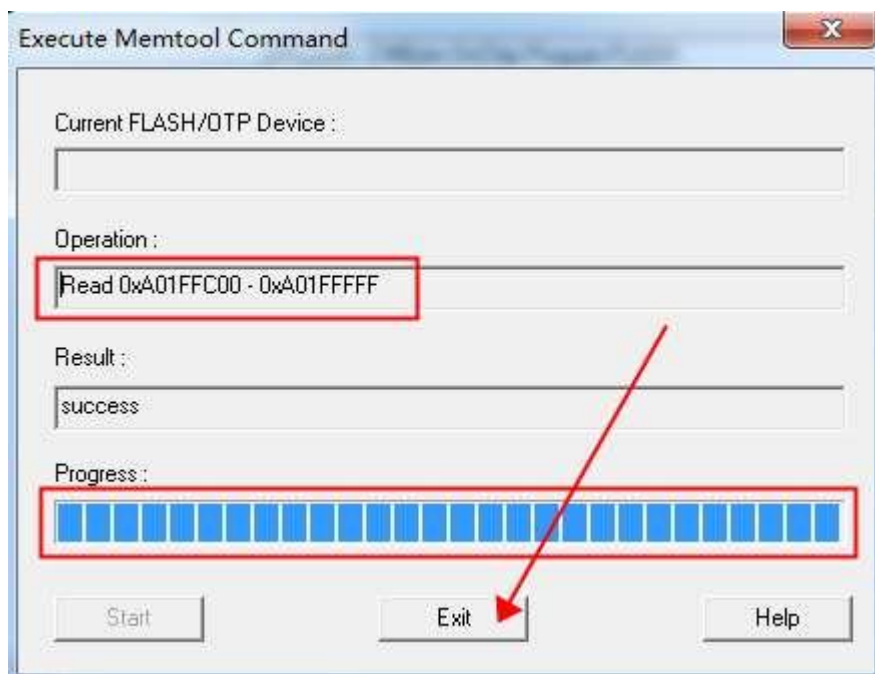 Execute Memtool Command
Current FLASH/OTP Device :
Operation :
Read 0xA01FFC00 - 0xA01FFFFF
Result :
success
Progress :
Start
Exit
Help